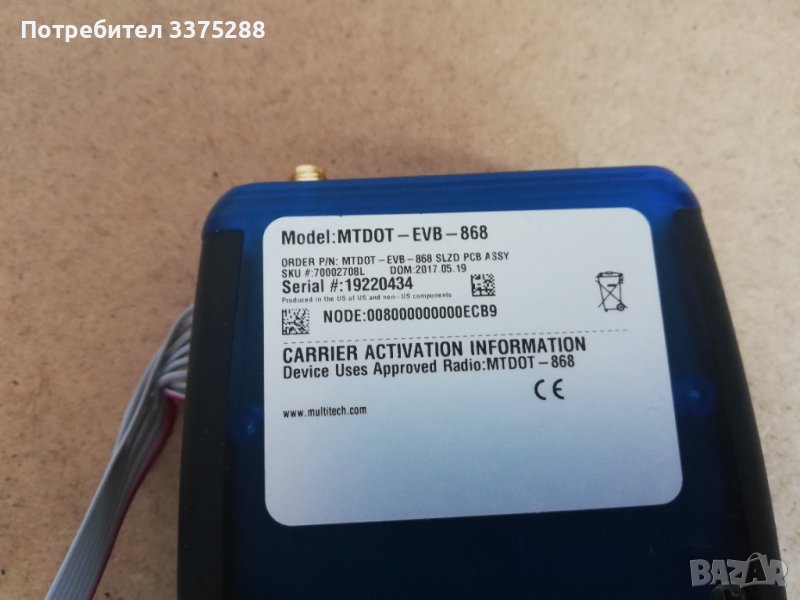 Потребител 3375288
Model:MTDOT-EVB-868
ORDER P/N: MTDOT-EVB-868 SLZD PCB ASSY
SKU #:70002708L DOM:2017.05.19
Serial #:19220434
Produced in the US of US and non-US components
NODE:008000000000ECB9
CARRIER ACTIVATION INFORMATION
Device Uses Approved Radio:MTDOT-868
CE
www.multitech.com
BAZAR